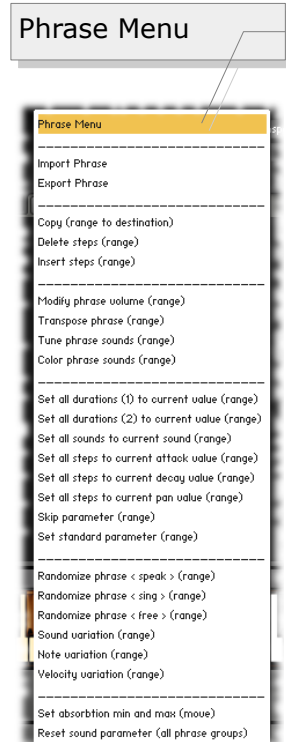 Phrase Menu
Phrase Menu
------------------------------
Import Phrase
Export Phrase
------------------------------
Copy (range to destination)
Delete steps (range)
Insert steps (range)
------------------------------
Modify phrase volume (range)
Transpose phrase (range)
Tune phrase sounds (range)
Color phrase sounds (range)
------------------------------
Set all durations (1) to current value (range)
Set all durations (2) to current value (range)
Set all sounds to current sound (range)
Set all steps to current attack value (range)
Set all steps to current decay value (range)
Set all steps to current pan value (range)
Skip parameter (range)
Set standard parameter (range)
------------------------------
Randomize phrase < speak > (range)
Randomize phrase < sing > (range)
Randomize phrase < free > (range)
Sound variation (range)
Note variation (range)
Velocity variation (range)
------------------------------
Set absorbtion min and max (move)
Reset sound parameter (all phrase groups)